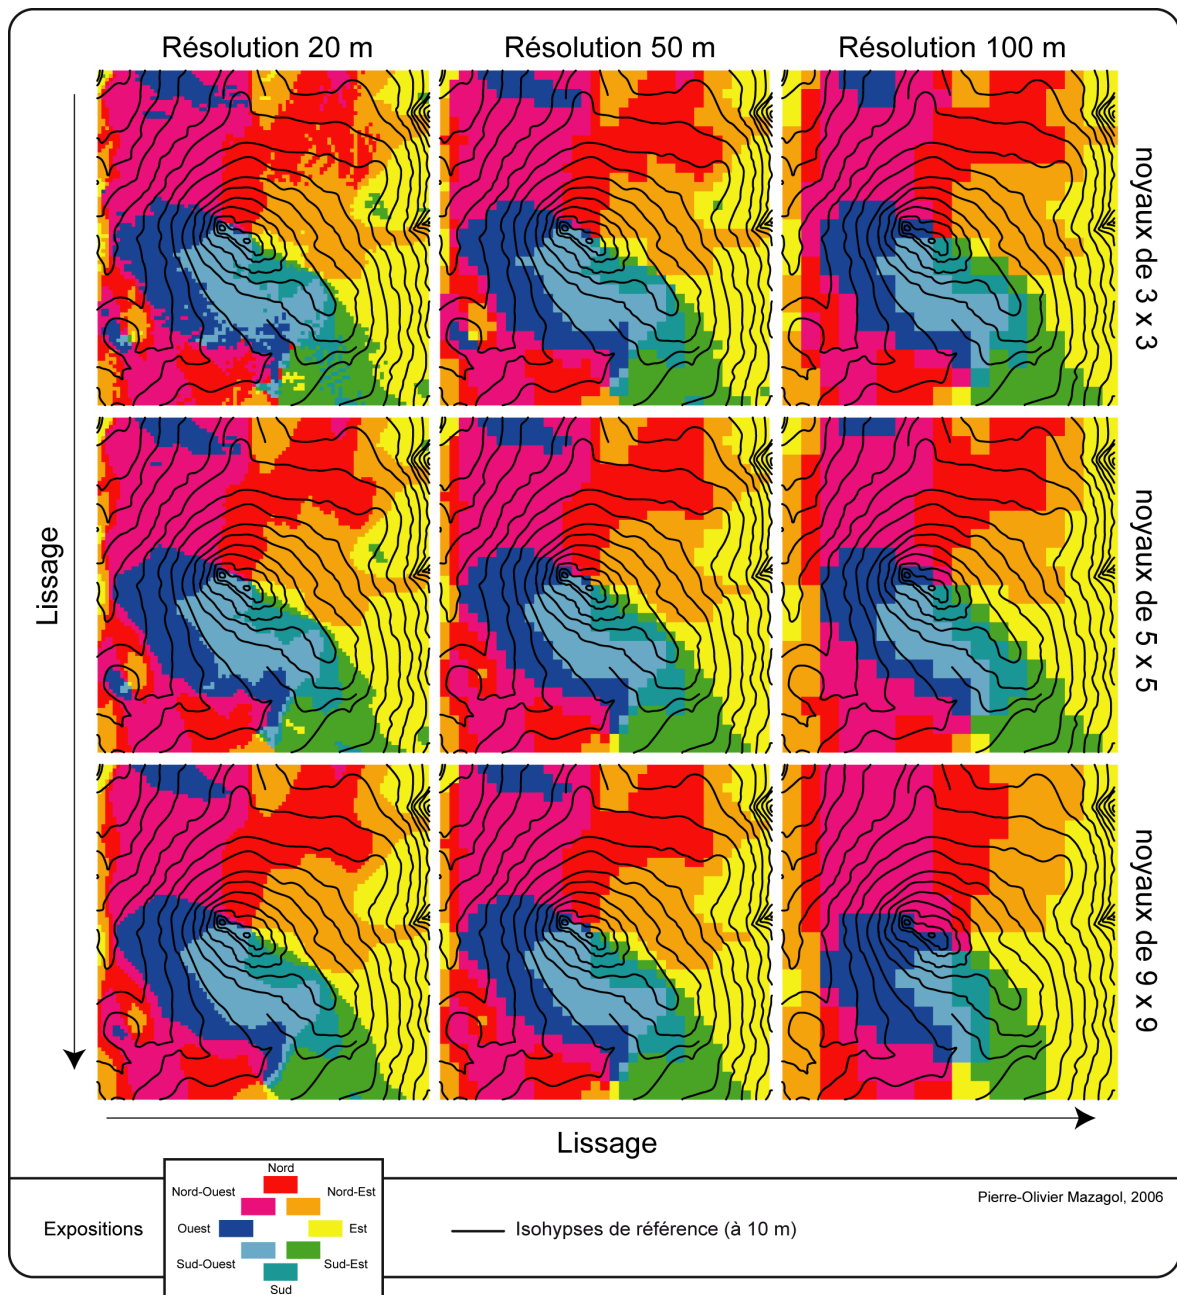 Résolution 20 m
Résolution 50 m
Résolution 100 m
noyaux de 3 x 3
noyaux de 5 x 5
noyaux de 9 x 9
Lissage
Lissage
Expositions
Nord
Nord-Ouest
Nord-Est
Ouest
Est
Sud-Ouest
Sud-Est
Sud
Isohypses de référence (à 10 m)
Pierre-Olivier Mazagol, 2006